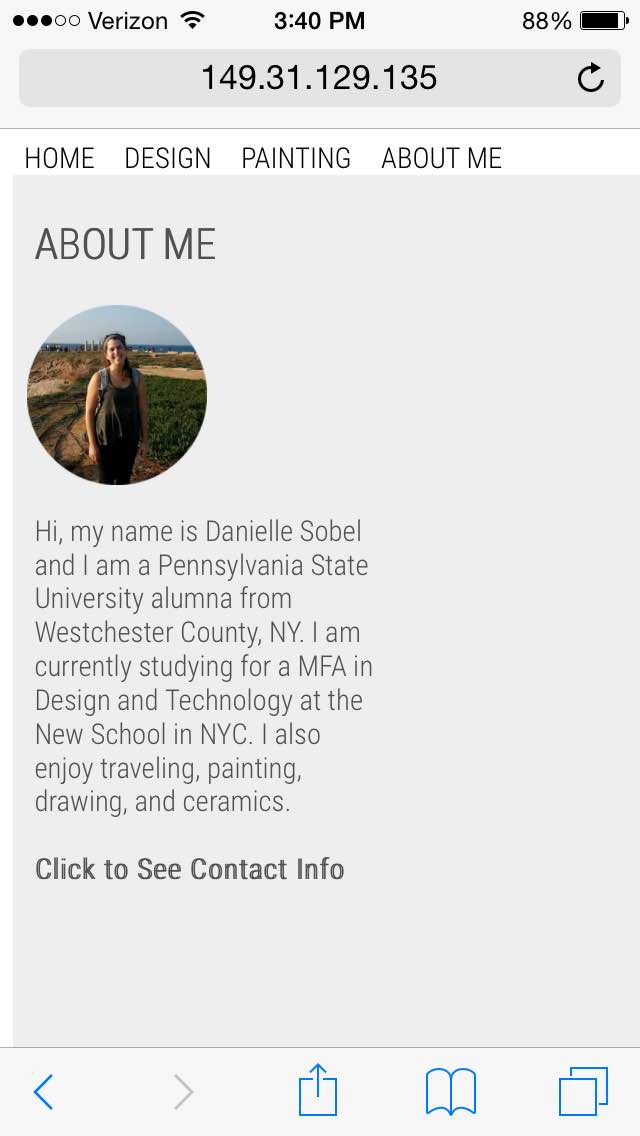 Verizon 3:40 PM 88%
149.31.129.135
HOME DESIGN PAINTING ABOUT ME
ABOUT ME
Hi, my name is Danielle Sobel
and I am a Pennsylvania State
University alumna from
Westchester County, NY. I am
currently studying for a MFA in
Design and Technology at the
New School in NYC. I also
enjoy traveling, painting,
drawing, and ceramics.
Click to See Contact Info